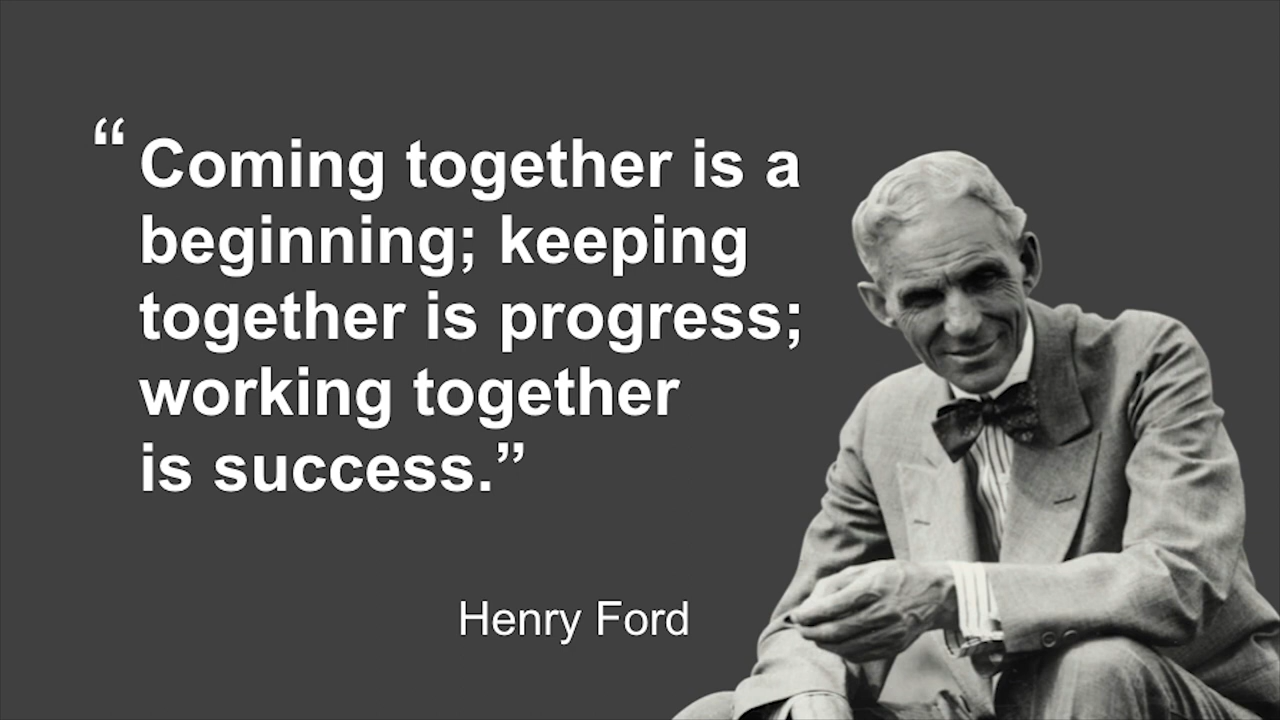 “Coming together is a
beginning; keeping
together is progress;
working together
is success.”
Henry Ford